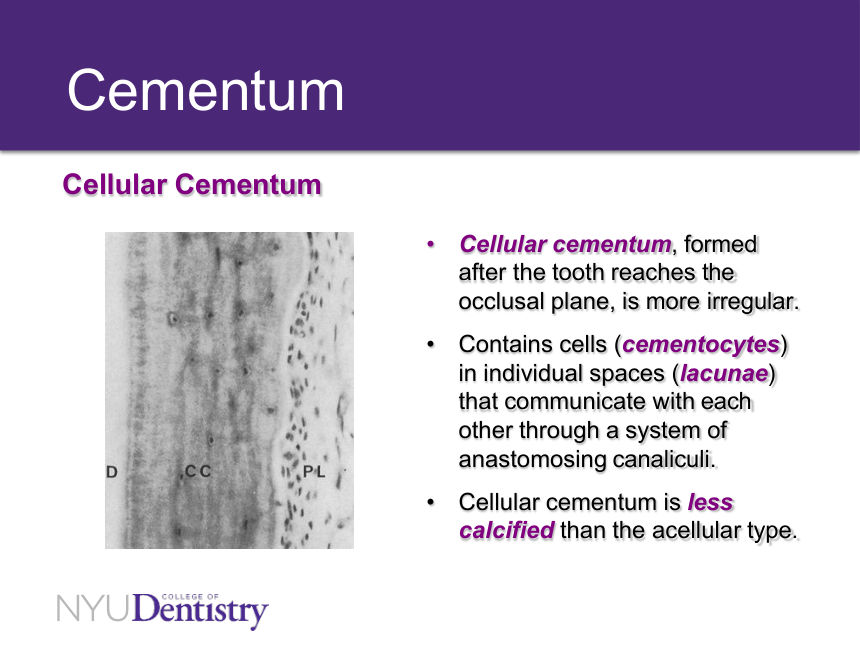 Cementum
Cellular Cementum
D
CC
PL
• Cellular cementum, formed
after the tooth reaches the
occlusal plane, is more irregular.
• Contains cells (cementocytes)
in individual spaces (lacunae)
that communicate with each
other through a system of
anastomosing canaliculi.
• Cellular cementum is less
calcified than the acellular type.
NYU COLLEGE OF
Dentistry